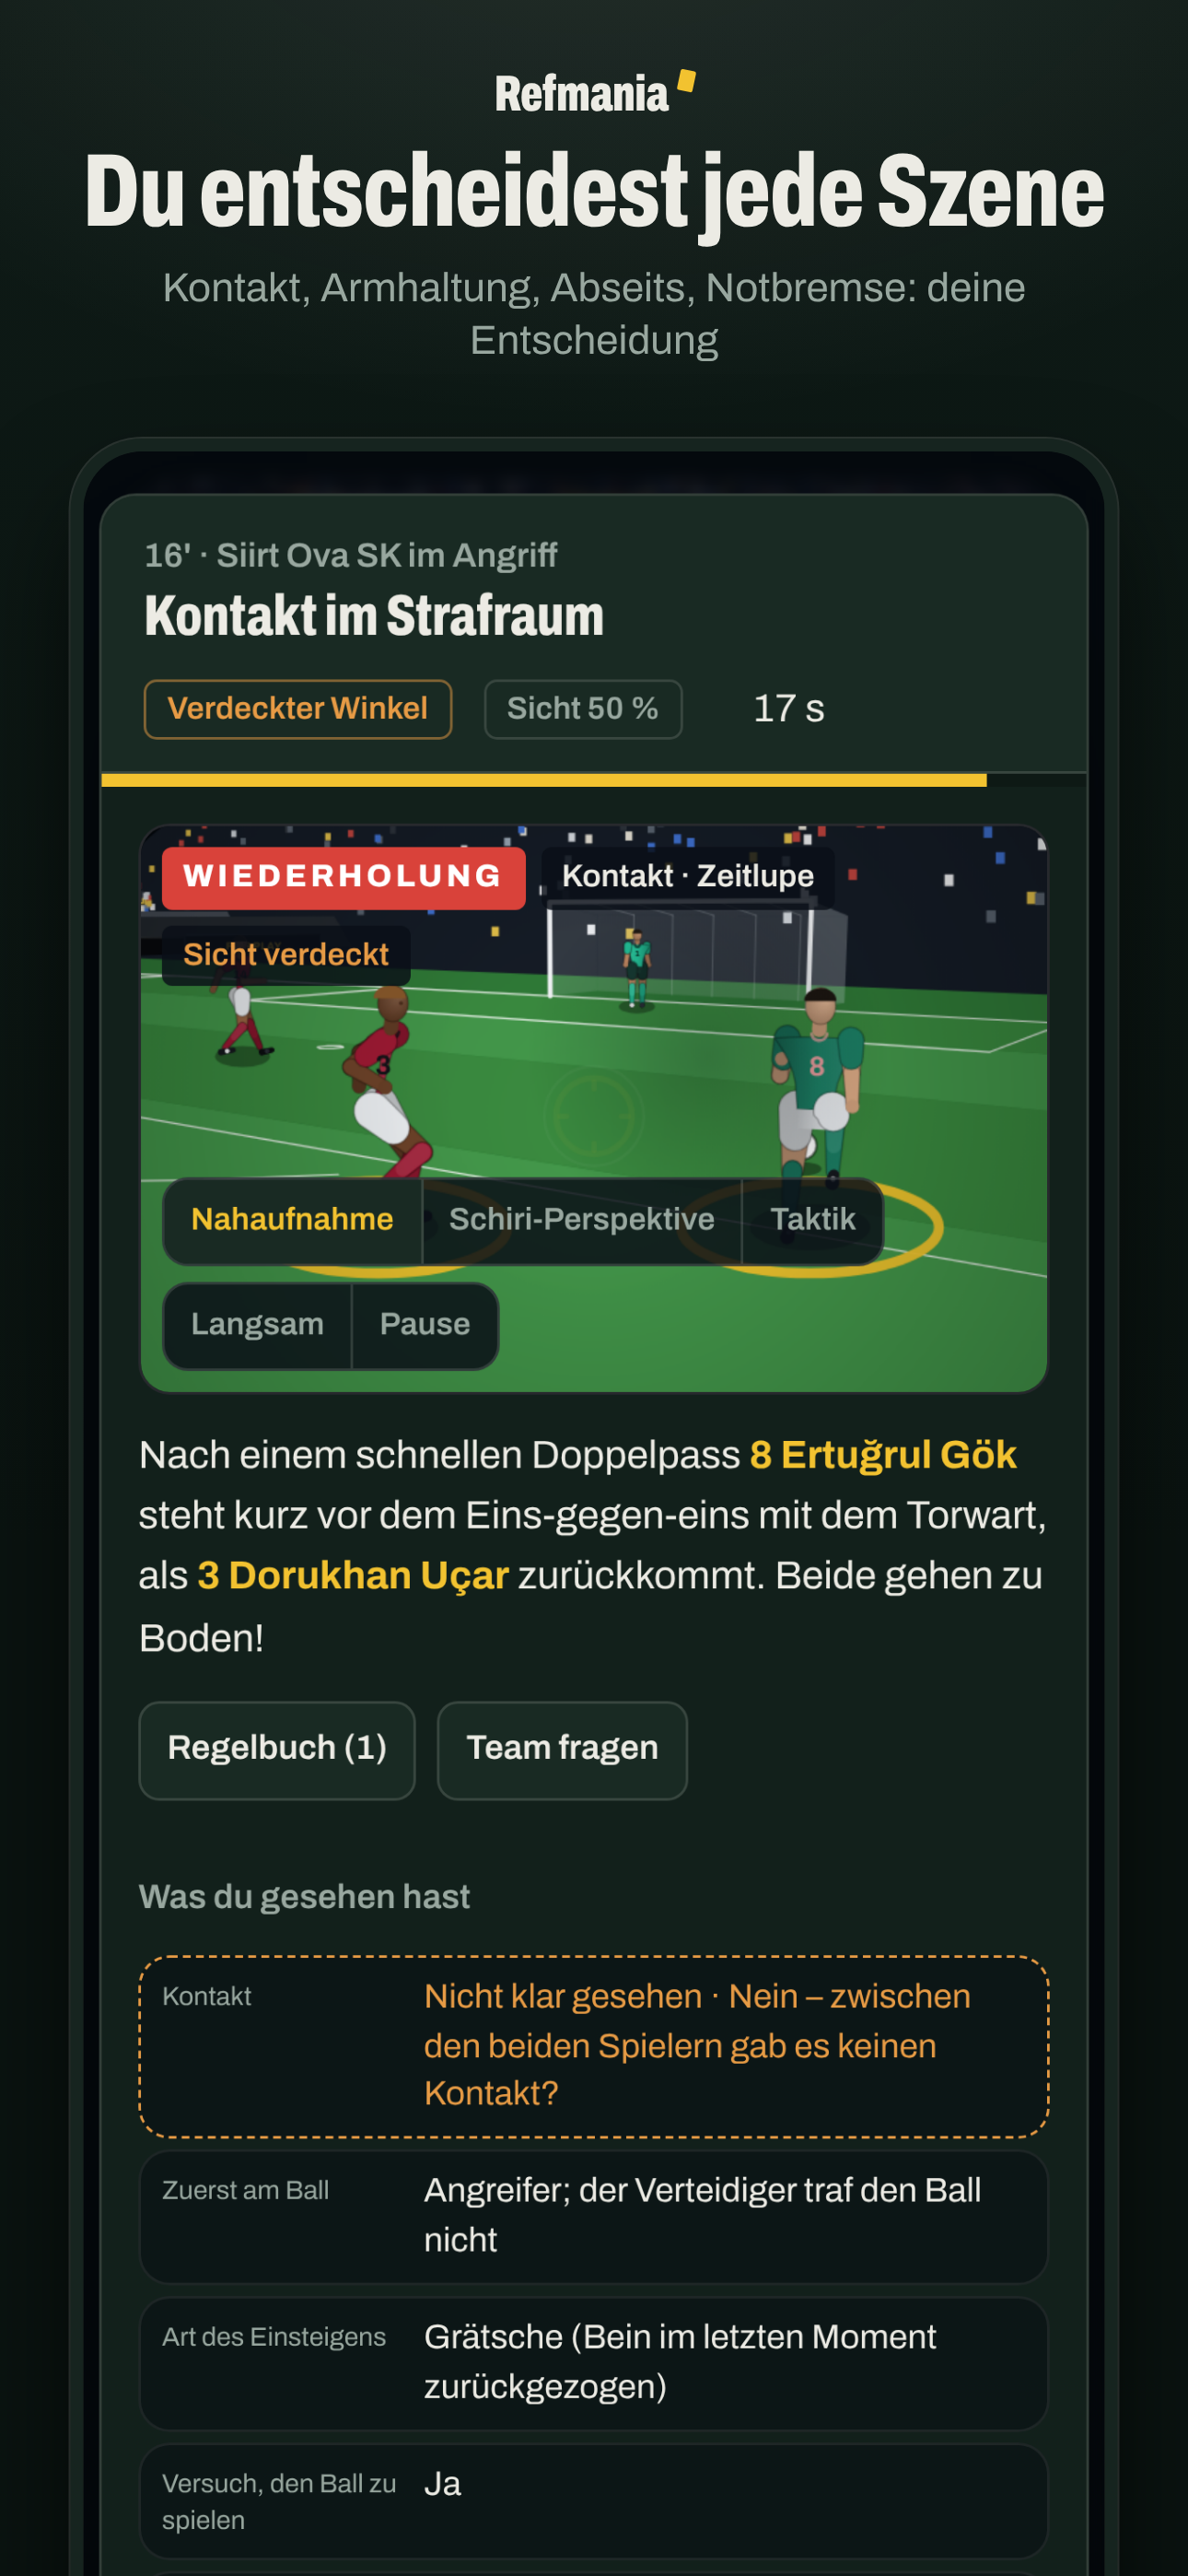 Refmania
Du entscheidest jede Szene
Kontakt, Armhaltung, Abseits, Notbremse: deine
Entscheidung
16' · Siirt Ova SK im Angriff
Kontakt im Strafraum
Verdeckter Winkel
Sicht 50 %
17 s
WIEDERHOLUNG
Kontakt · Zeitlupe
Sicht verdeckt
3
8
Nahaufnahme
Schiri-Perspektive
Taktik
Langsam
Pause
Nach einem schnellen Doppelpass 8 Ertuğrul Gök
steht kurz vor dem Eins-gegen-eins mit dem Torwart,
als 3 Dorukhan Uçar zurückkommt. Beide gehen zu
Boden!
Regelbuch (1)
Team fragen
Was du gesehen hast
Kontakt
Nicht klar gesehen · Nein – zwischen
den beiden Spielern gab es keinen
Kontakt?
Zuerst am Ball
Angreifer; der Verteidiger traf den Ball
nicht
Art des Einsteigens
Grätsche (Bein im letzten Moment
zurückgezogen)
Versuch, den Ball zu
spielen
Ja